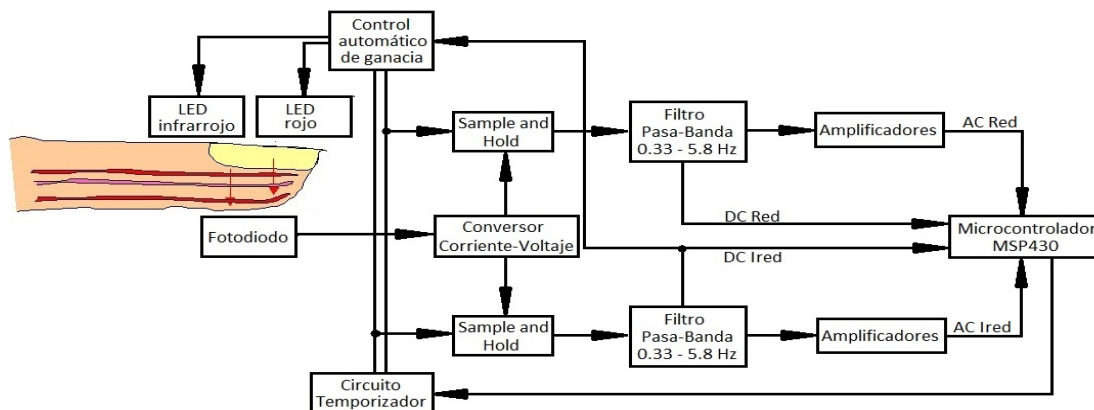 Control
automático
de ganacia
LED
infrarrojo
LED
rojo
Sample and
Hold
Filtro
Pasa-Banda
0.33 - 5.8 Hz
Amplificadores
AC Red
DC Red
Fotodiodo
Conversor
Corriente-Voltaje
Microcontrolador
MSP430
DC Ired
Sample and
Hold
Filtro
Pasa-Banda
0.33 - 5.8 Hz
Amplificadores
AC Ired
Circuito
Temporizador